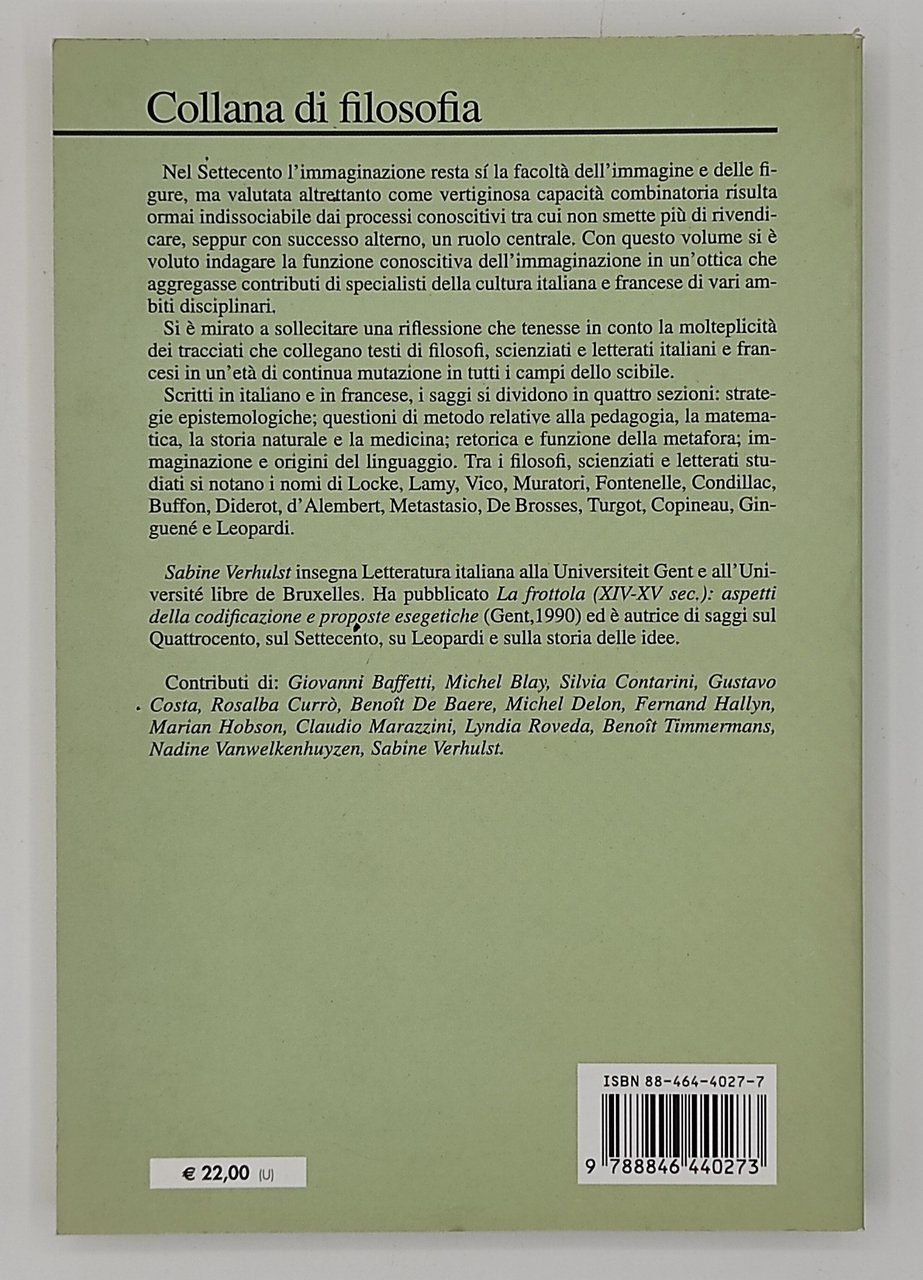 Collana di filosofia
Nel Settecento l'immaginazione resta sí la facoltà dell'immagine e delle fi-
gure, ma valutata altrettanto come vertiginosa capacità combinatoria risulta
ormai indissociabile dai processi conoscitivi tra cui non smette più di rivendi-
care, seppur con successo alterno, un ruolo centrale. Con questo volume si è
voluto indagare la funzione conoscitiva dell'immaginazione in un'ottica che
aggregasse contributi di specialisti della cultura italiana e francese di vari am-
biti disciplinari.
Si è mirato a sollecitare una riflessione che tenesse in conto la molteplicità
dei tracciati che collegano testi di filosofi, scienziati e letterati italiani e fran-
cesi in un'età di continua mutazione in tutti i campi dello scibile.
Scritti in italiano e in francese, i saggi si dividono in quattro sezioni: strate-
gie epistemologiche; questioni di metodo relative alla pedagogia, la matema-
tica, la storia naturale e la medicina; retorica e funzione della metafora; im-
maginazione e origini del linguaggio. Tra i filosofi, scienziati e letterati stu-
diati si notano i nomi di Locke, Lamy, Vico, Muratori, Fontenelle, Condillac,
Buffon, Diderot, d'Alembert, Metastasio, De Brosses, Turgot, Copineau, Gin-
guené e Leopardi.
Sabine Verhulst insegna Letteratura italiana alla Universiteit Gent e all'Uni-
versité libre de Bruxelles. Ha pubblicato La frottola (XIV-XV sec.): aspetti
della codificazione e proposte esegetiche (Gent,1990) ed è autrice di saggi sul
Quattrocento, sul Settecento, su Leopardi e sulla storia delle idee.
Contributi di: Giovanni Baffetti, Michel Blay, Silvia Contarini, Gustavo
Costa, Rosalba Currò, Benoît De Baere, Michel Delon, Fernand Hallyn,
Marian Hobson, Claudio Marazzini, Lyndia Roveda, Benoît Timmermans,
Nadine Vanwelkenhuyzen, Sabine Verhulst.
ISBN 88-464-4027-7
9 788846 440273
€ 22,00 (U)